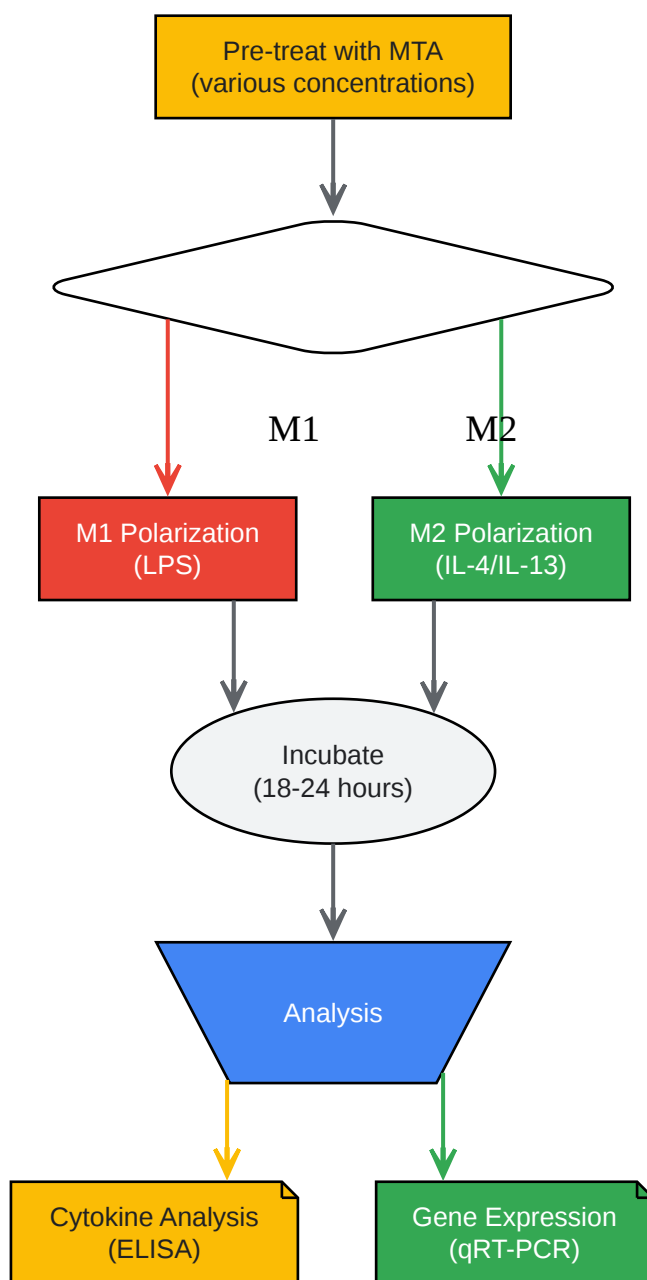 Pre-treat with MTA
(various concentrations)
M1
M2
M1 Polarization
(LPS)
M2 Polarization
(IL-4/IL-13)
Incubate
(18-24 hours)
Analysis
Cytokine Analysis
(ELISA)
Gene Expression
(qRT-PCR)